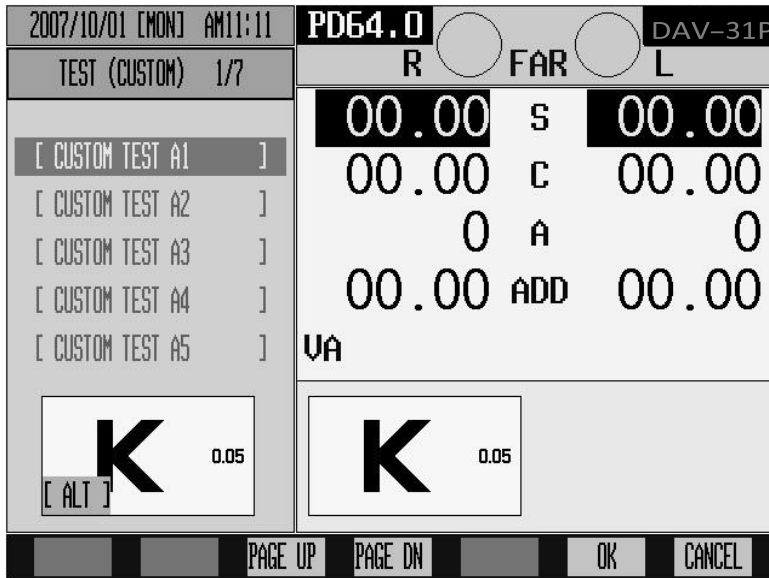 2007/10/01 [MON] AM11:11
TEST (CUSTOM) 1/7
[ CUSTOM TEST A1 ]
[ CUSTOM TEST A2 ]
[ CUSTOM TEST A3 ]
[ CUSTOM TEST A4 ]
[ CUSTOM TEST A5 ]
K 0.05
[ ALT ]
PD64.0 DAV-31P
R FAR L
00.00 S 00.00
00.00 C 00.00
0 A 0
00.00 ADD 00.00
VA
K 0.05
PAGE UP PAGE DN OK CANCEL